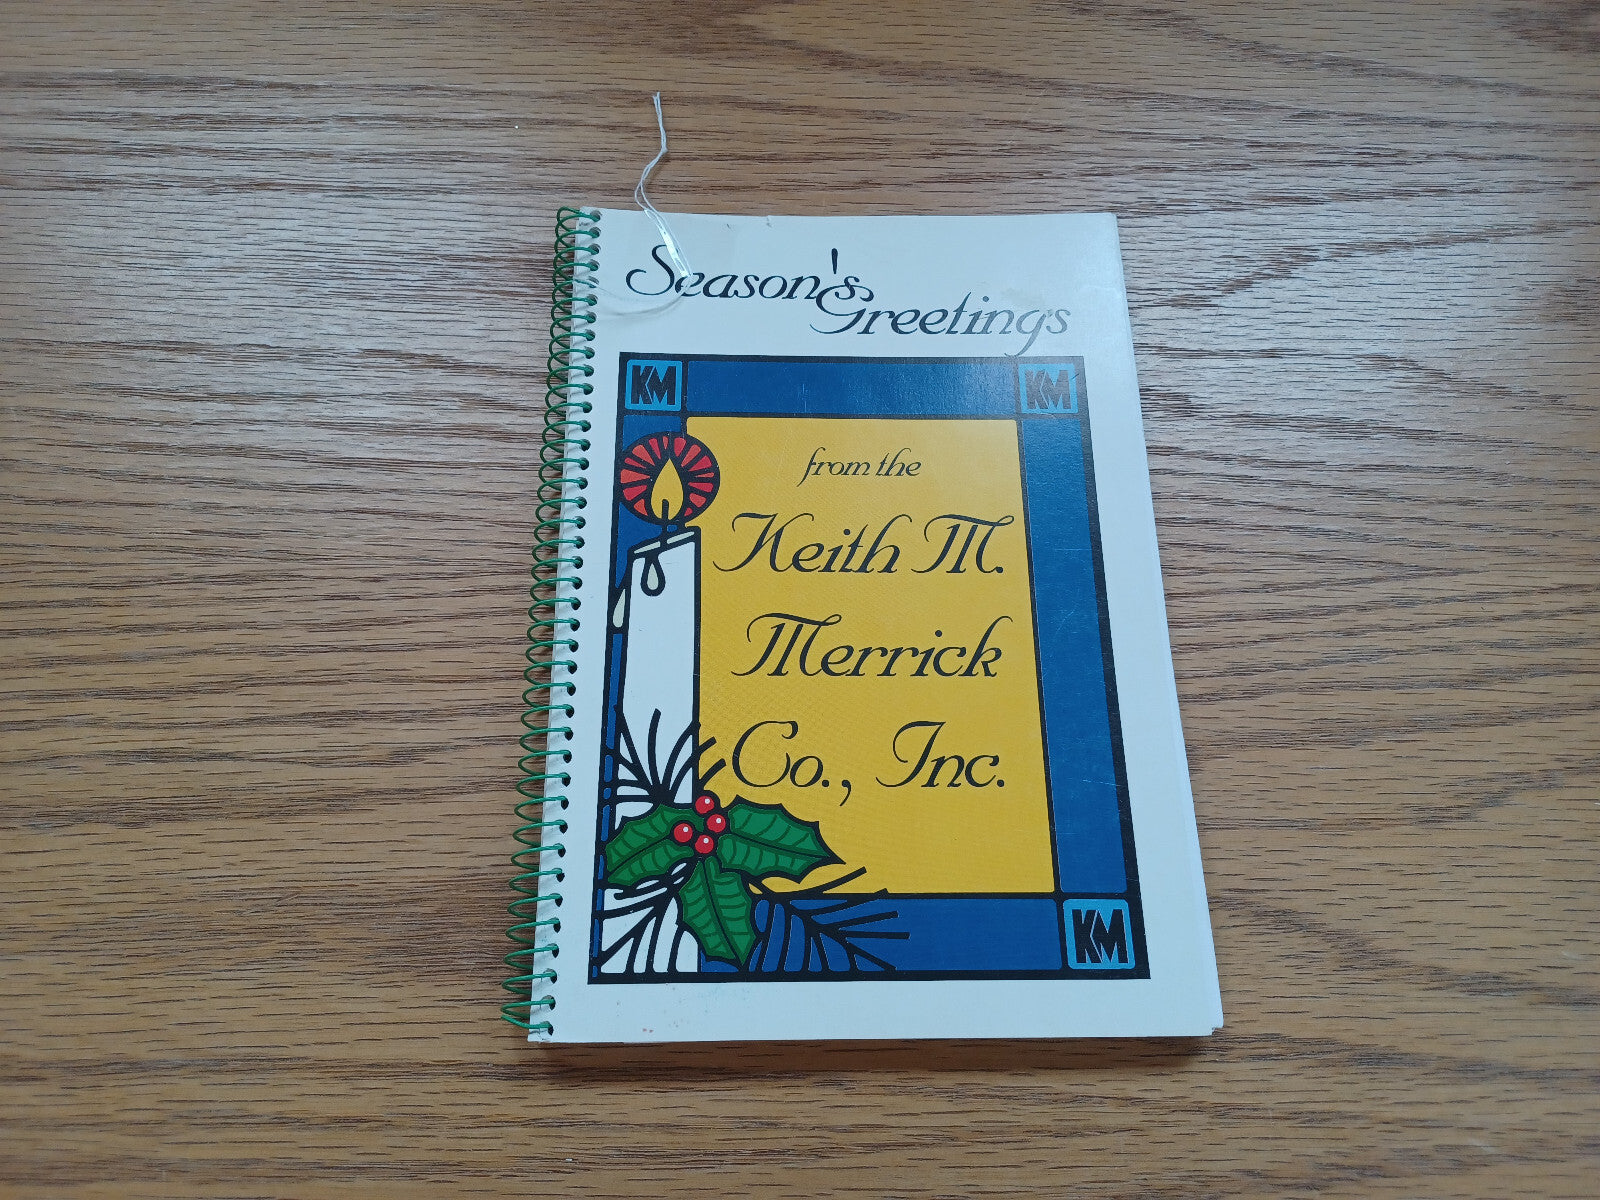 Season's
Greetings
KM
KM
from the
Keith M.
Merrick
Co., Inc.
KM